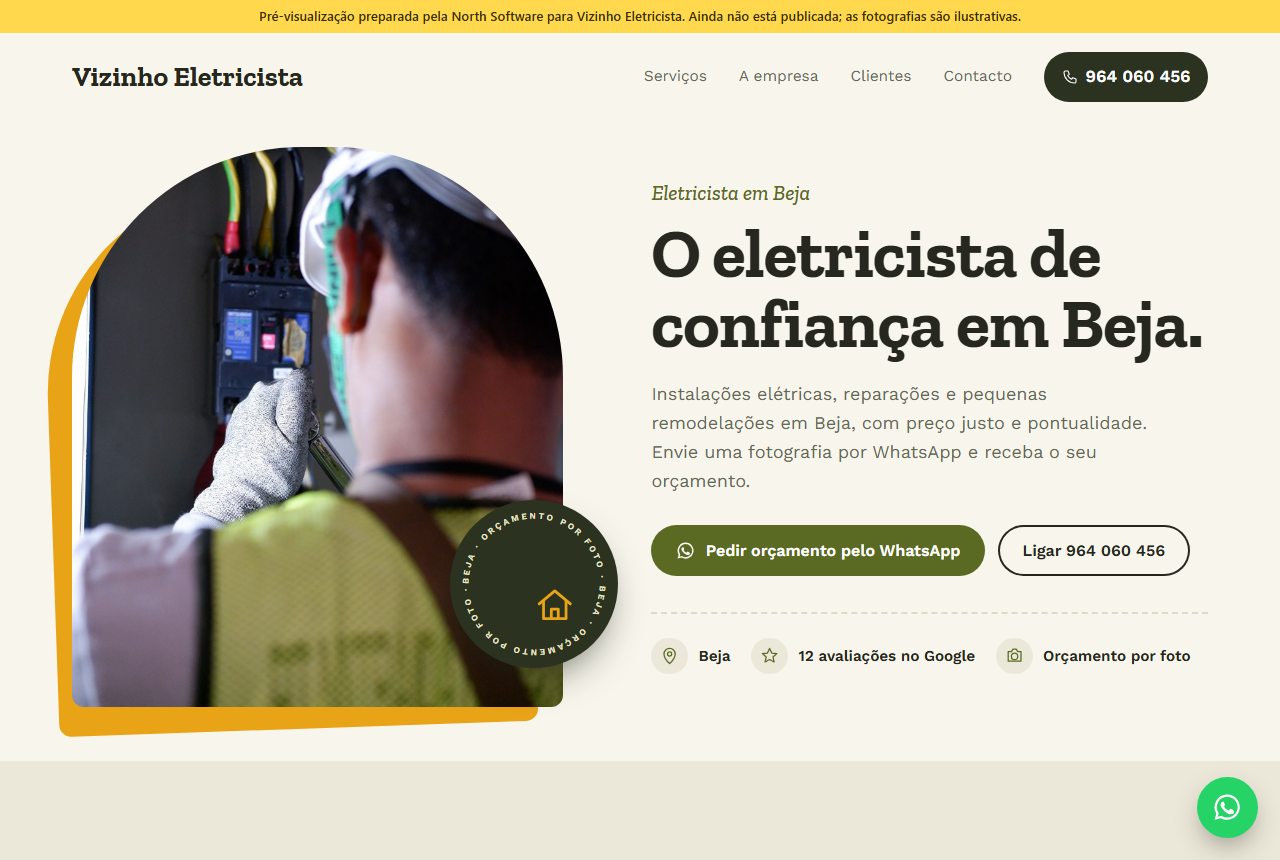 Pré-visualização preparada pela North Software para Vizinho Eletricista. Ainda não está publicada; as fotografias são ilustrativas.
Vizinho Eletricista
Serviços
A empresa
Clientes
Contacto
964 060 456
Eletricista em Beja
O eletricista de
confiança em Beja.
Instalações elétricas, reparações e pequenas
remodelações em Beja, com preço justo e pontualidade.
Envie uma fotografia por WhatsApp e receba o seu
orçamento.
Pedir orçamento pelo WhatsApp
Ligar 964 060 456
BEJA · ORÇAMENTO POR FOTO · BEJA · ORÇAMENTO POR FOTO ·
Beja
12 avaliações no Google
Orçamento por foto